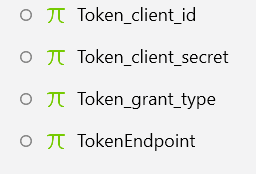 π Token_client_id
π Token_client_secret
π Token_grant_type
π TokenEndpoint